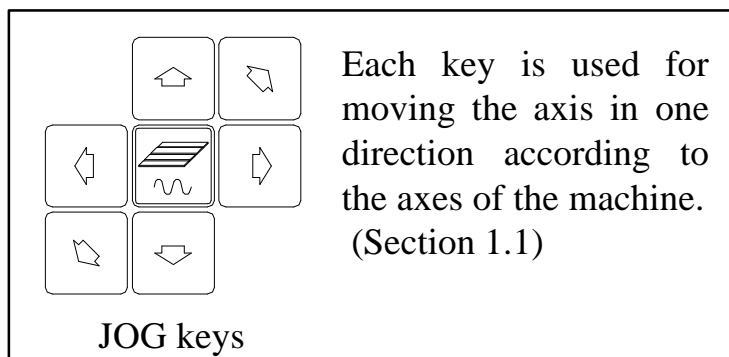 Each key is used for
moving the axis in one
direction according to
the axes of the machine.
(Section 1.1)
JOG keys